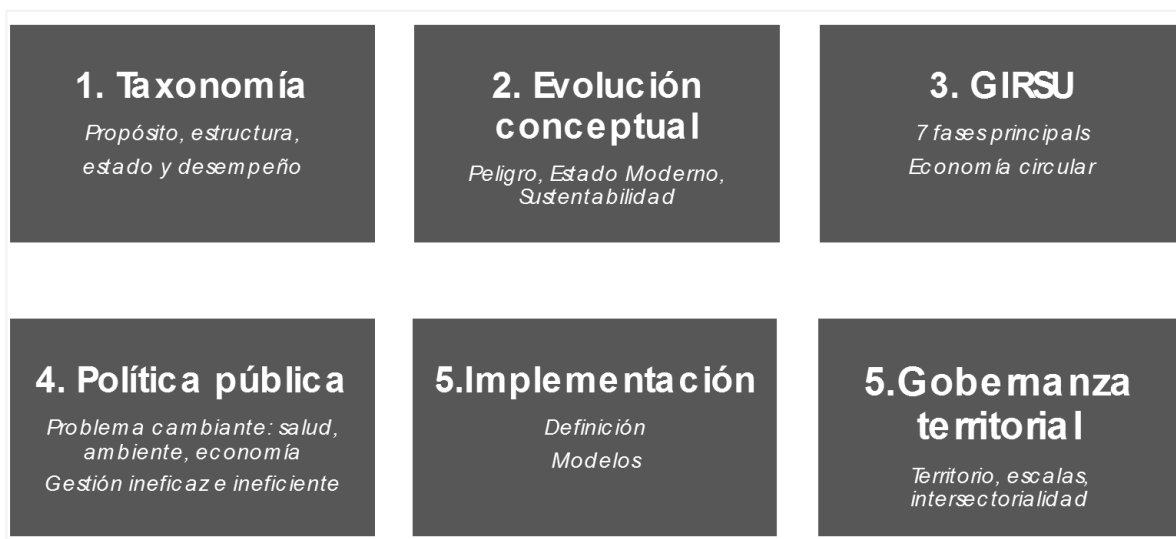 1. Taxonomía
Propósito, estructura,
estado y desempeño
2. Evolución
conceptual
Peligro, Estado Moderno,
Sustentabilidad
3. GIRSU
7 fases principals
Economía circular
4. Política pública
Problema cambiante: salud,
ambiente, economía
Gestión ineficaz e ineficiente
5.Implementación
Definición
Modelos
5.Gobernanza
territorial
Territorio, escalas,
intersectorialidad